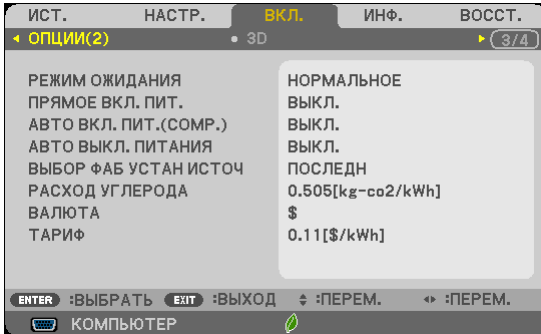 ИСТ. НАСТР. ВКЛ. ИНФ. ВОССТ.
ОПЦИИ(2) 3D 3/4
РЕЖИМ ОЖИДАНИЯ НОРМАЛЬНОЕ
ПРЯМОЕ ВКЛ. ПИТ. ВЫКЛ.
АВТО ВКЛ. ПИТ.(COMP.) ВЫКЛ.
АВТО ВЫКЛ. ПИТАНИЯ ВЫКЛ.
ВЫБОР ФАБ УСТАН ИСТОЧ ПОСЛЕДН
РАСХОД УГЛЕРОДА 0.505[kg-co2/kWh]
ВАЛЮТА $
ТАРИФ 0.11[$/kWh]
ENTER :ВЫБРАТЬ EXIT :ВЫХОД :ПЕРЕМ. :ПЕРЕМ.
КОМПЬЮТЕР